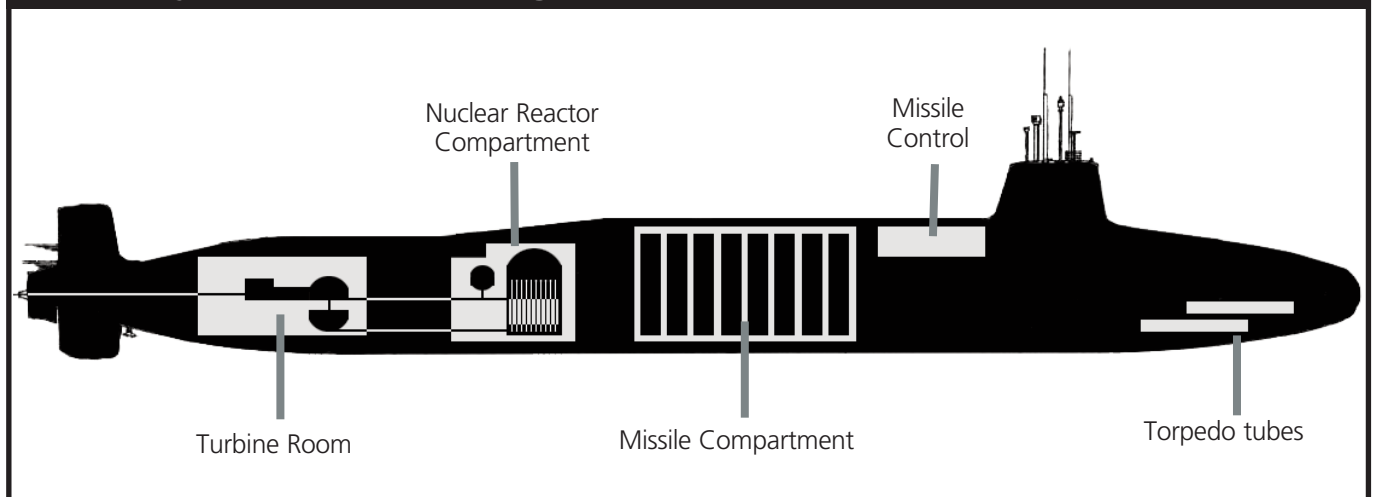 Nuclear Reactor
Compartment
Missile
Control
Turbine Room
Missile Compartment
Torpedo tubes